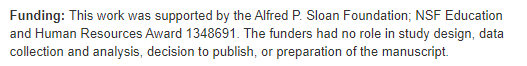 Funding: This work was supported by the Alfred P. Sloan Foundation; NSF Education
and Human Resources Award 1348691. The funders had no role in study design, data
collection and analysis, decision to publish, or preparation of the manuscript.